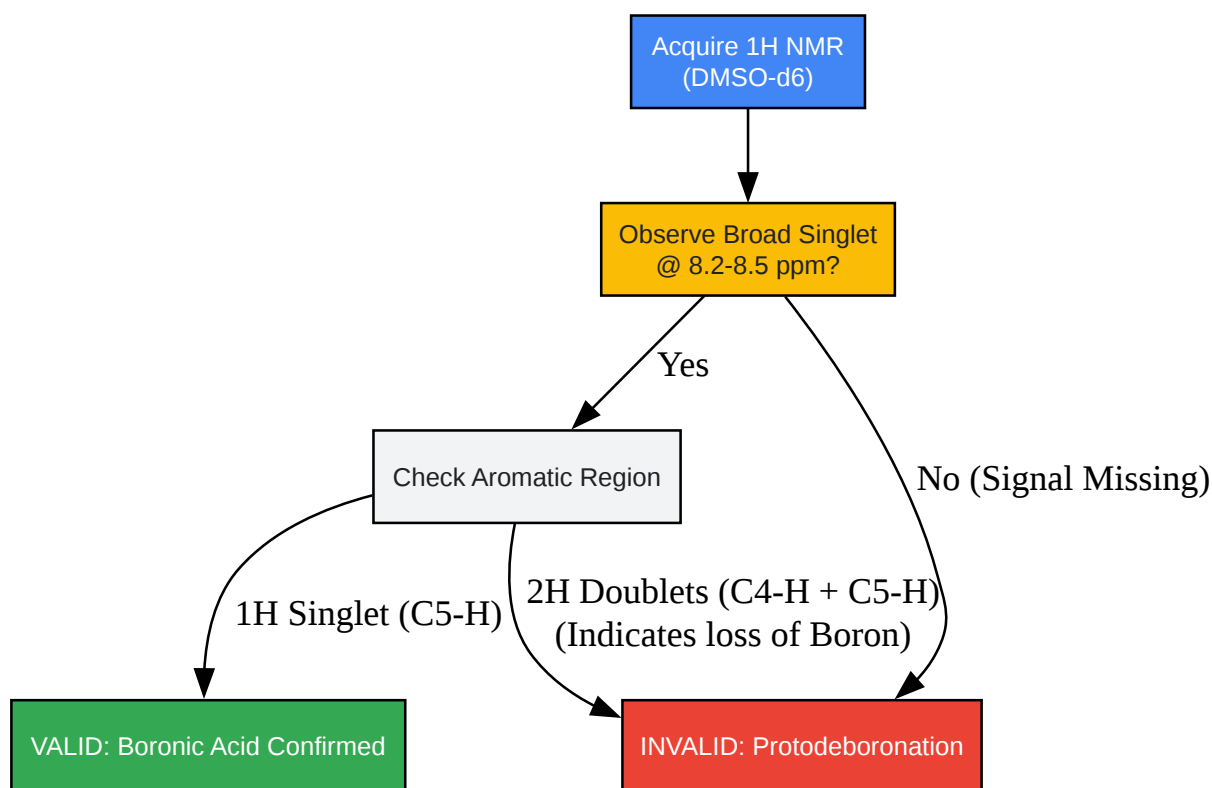 Acquire 1H NMR
(DMSO-d6)
Observe Broad Singlet
@ 8.2-8.5 ppm?
Yes
No (Signal Missing)
Check Aromatic Region
1H Singlet (C5-H)
2H Doublets (C4-H + C5-H)
(Indicates loss of Boron)
VALID: Boronic Acid Confirmed
INVALID: Protodeboronation